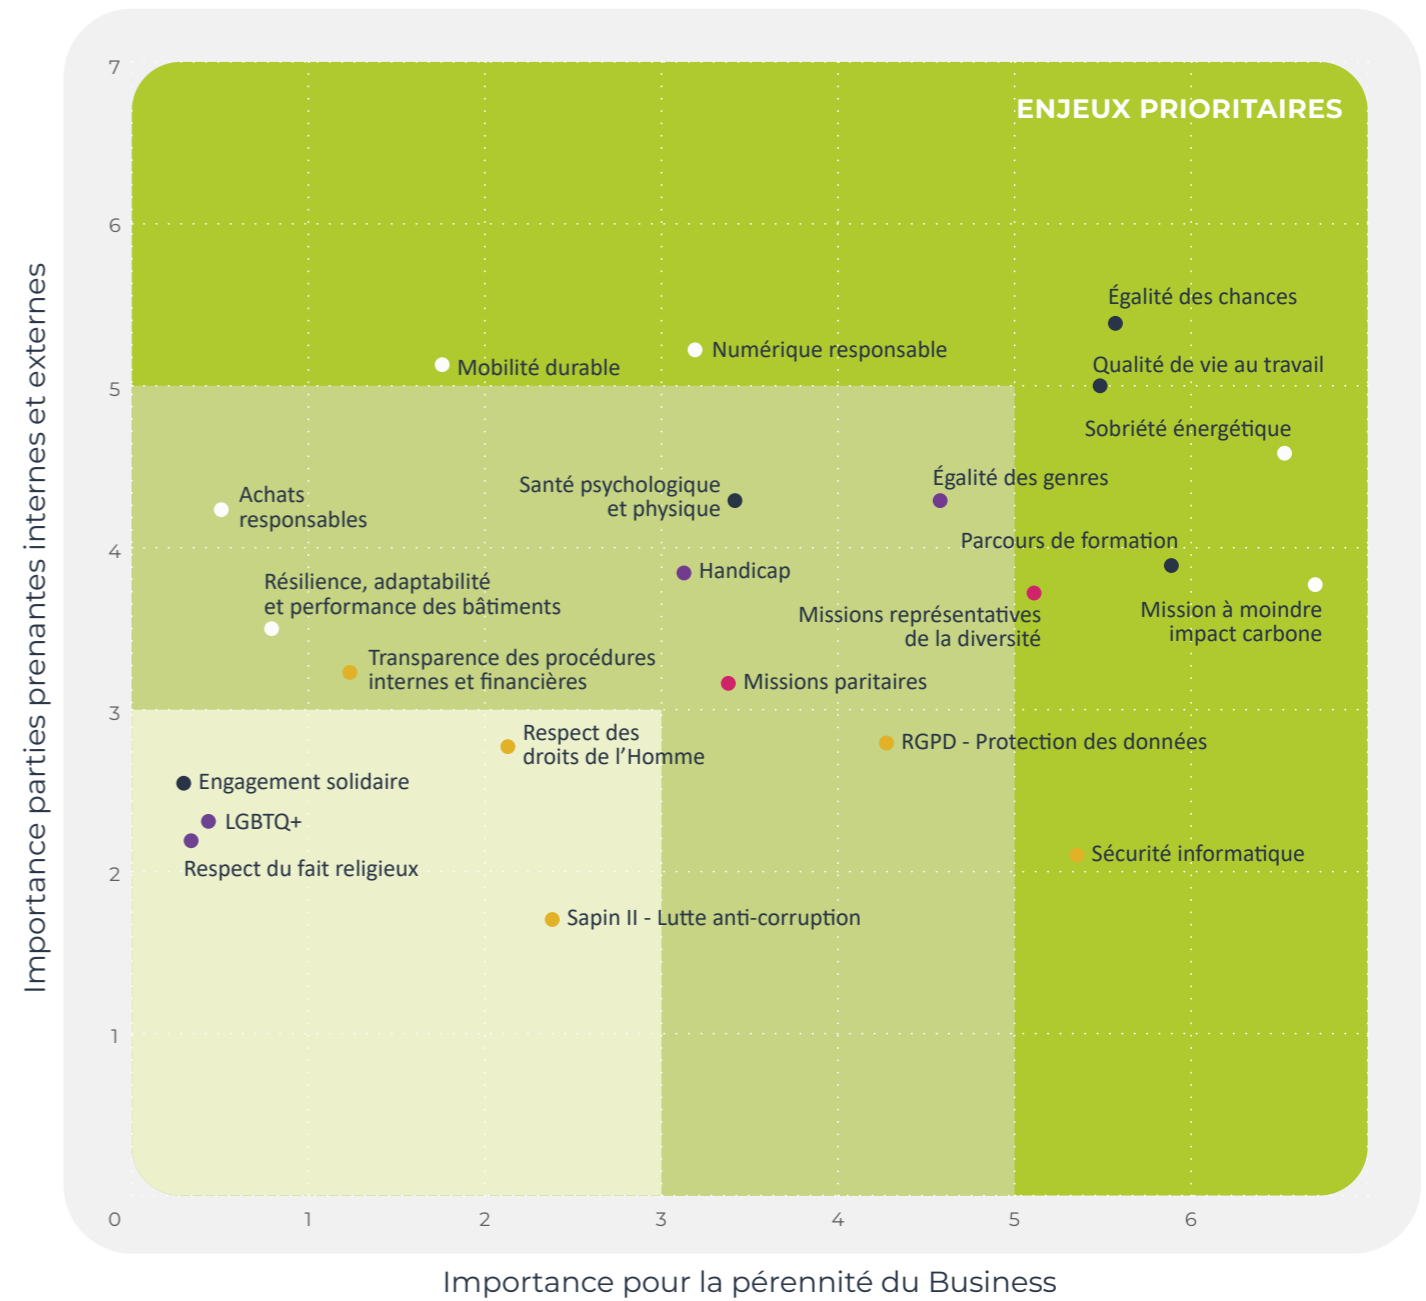 7
ENJEUX PRIORITAIRES
6
Égalité des chances
Numérique responsable
Mobilité durable
Qualité de vie au travail
5
Sobriété énergétique
Égalité des genres
Santé psychologique
et physique
Achats
responsables
Parcours de formation
4
Handicap
Résilience, adaptabilité
et performance des bâtiments
Missions représentatives
de la diversité
Mission à moindre
impact carbone
Transparence des procédures
internes et financières
Missions paritaires
3
Respect des
droits de l'Homme
RGPD - Protection des données
Engagement solidaire
LGBTQ+
Respect du fait religieux
Sécurité informatique
2
Sapin II - Lutte anti-corruption
1
0 1 2 3 4 5 6
Importance parties prenantes internes et externes
Importance pour la pérennité du Business